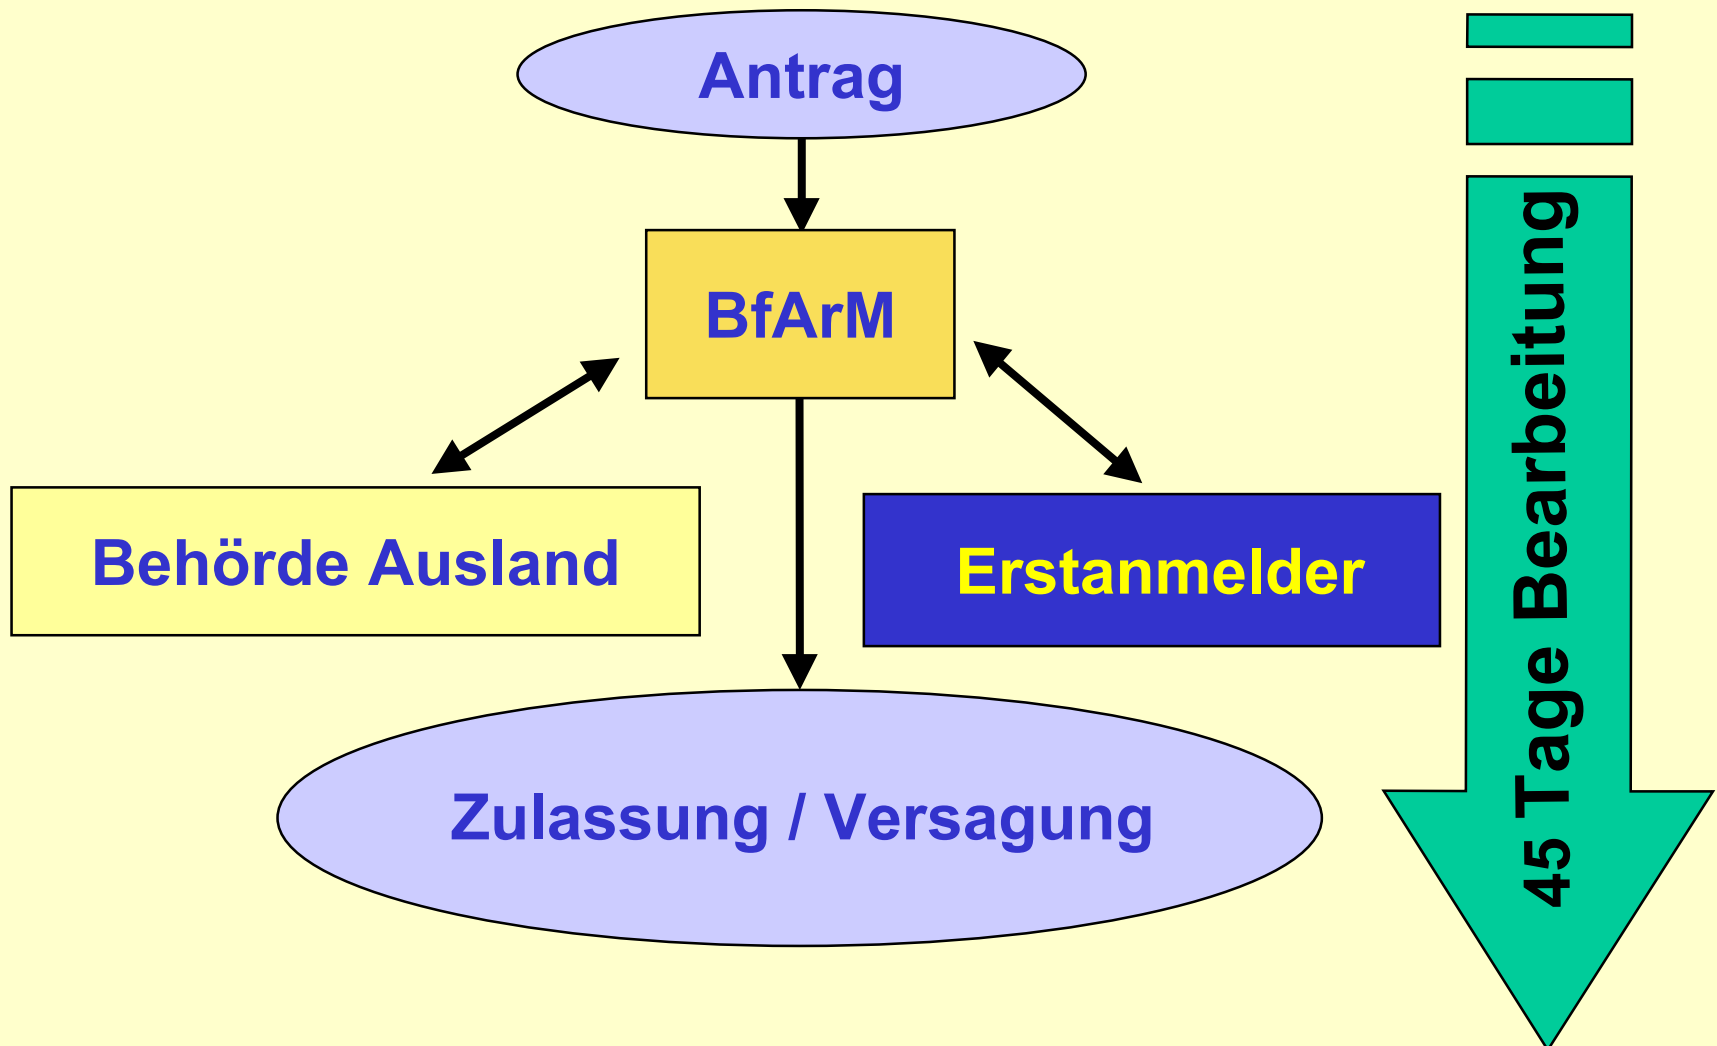 Antrag
BfArM
Behörde Ausland
Erstanmelder
Zulassung / Versagung
45 Tage Bearbeitung